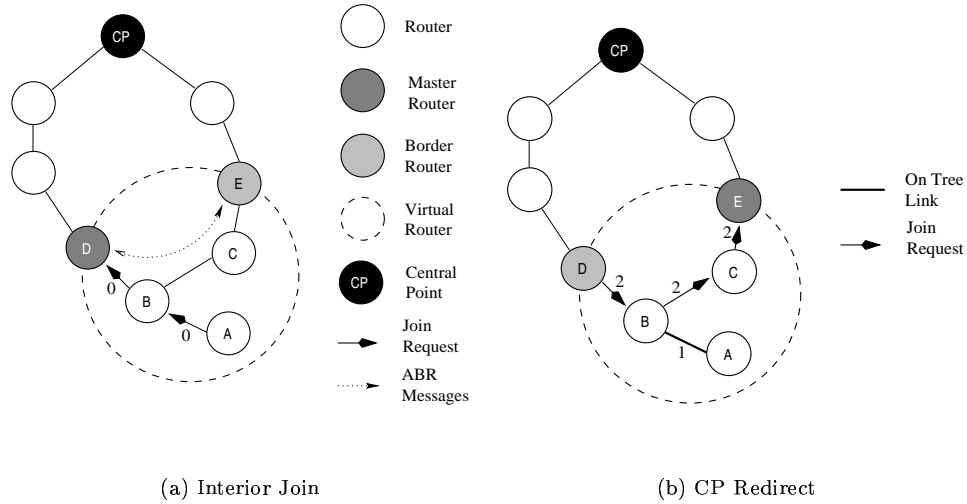 CP
E
D
C
B
A
0
0
Router
Master
Router
Border
Router
Virtual
Router
CP
Central
Point
Join
Request
ABR
Messages
(a) Interior Join
CP
E
D
C
B
A
2
2
2
1
On Tree
Link
Join
Request
(b) CP Redirect